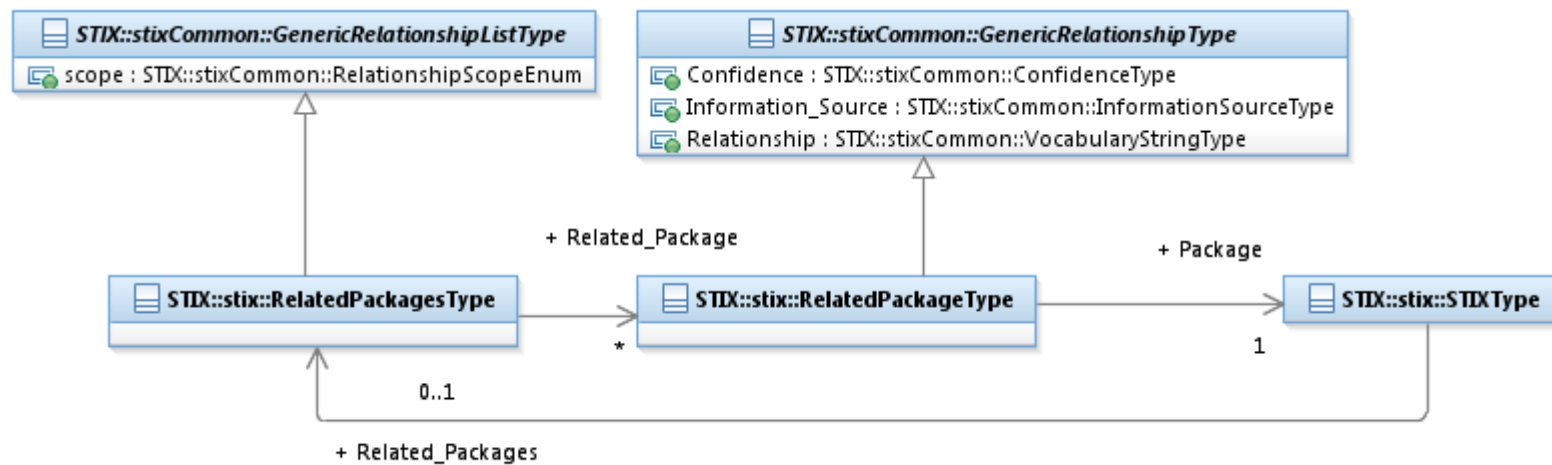 STIX::stixCommon::GenericRelationshipListType
scope : STIX::stixCommon::RelationshipScopeEnum
STIX::stixCommon::GenericRelationshipType
Confidence : STIX::stixCommon::ConfidenceType
Information_Source : STIX::stixCommon::InformationSourceType
Relationship : STIX::stixCommon::VocabularyStringType
+ Related_Package
+ Package
STIX::stix::RelatedPackagesType
STIX::stix::RelatedPackageType
STIX::stix::STIXType
*
1
0..1
+ Related_Packages